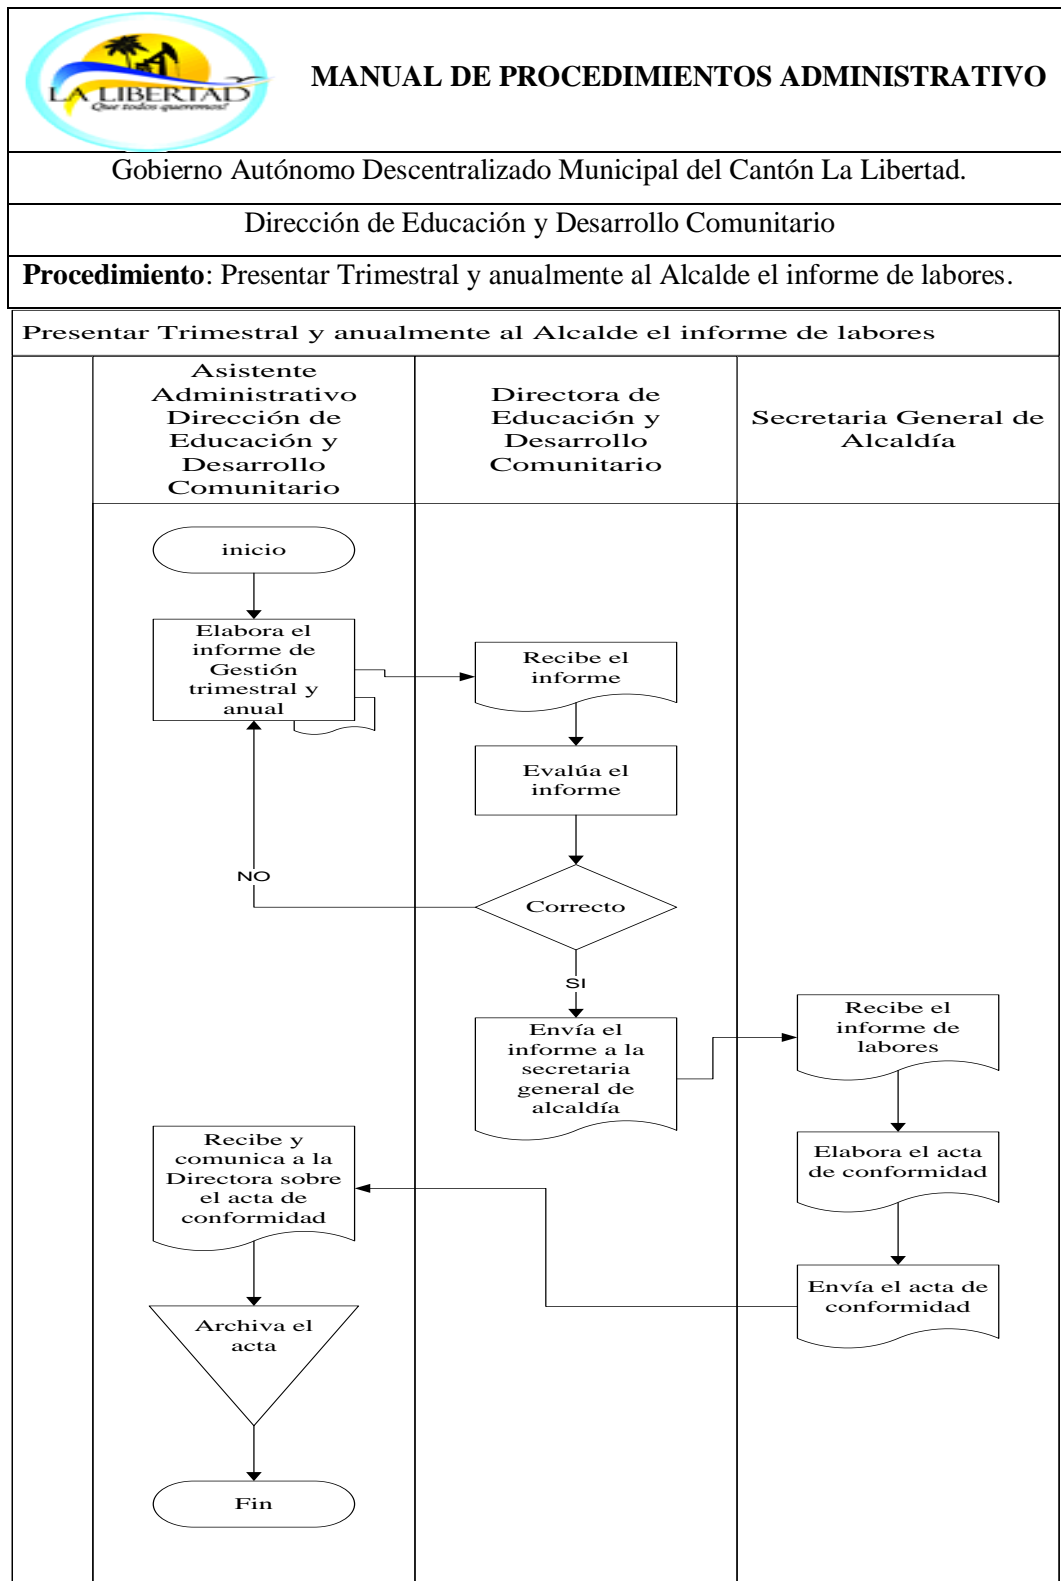 LA LIBERTAD
Que todos queremos!
MANUAL DE PROCEDIMIENTOS ADMINISTRATIVO
Gobierno Autónomo Descentralizado Municipal del Cantón La Libertad.
Dirección de Educación y Desarrollo Comunitario
Procedimiento: Presentar Trimestral y anualmente al Alcalde el informe de labores.
Presentar Trimestral y anualmente al Alcalde el informe de labores
Asistente
Administrativo
Dirección de
Educación y
Desarrollo
Comunitario
Directora de
Educación y
Desarrollo
Comunitario
Secretaria General de
Alcaldía
inicio
Elabora el
informe de
Gestión
trimestral y
anual
Recibe el
informe
Evalúa el
informe
NO
Correcto
SI
Envía el
informe a la
secretaria
general de
alcaldía
Recibe el
informe de
labores
Elabora el acta
de conformidad
Envía el acta de
conformidad
Recibe y
comunica a la
Directora sobre
el acta de
conformidad
Archiva el
acta
Fin